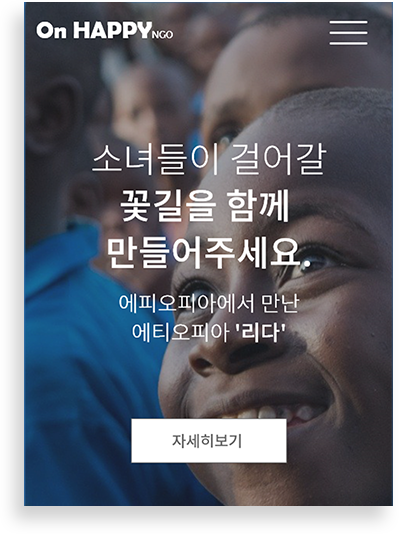 On HAPPY NGO
소녀들이 걸어갈
꽃길을 함께
만들어주세요.
에피오피아에서 만난
에티오피아 '리다'
자세히보기